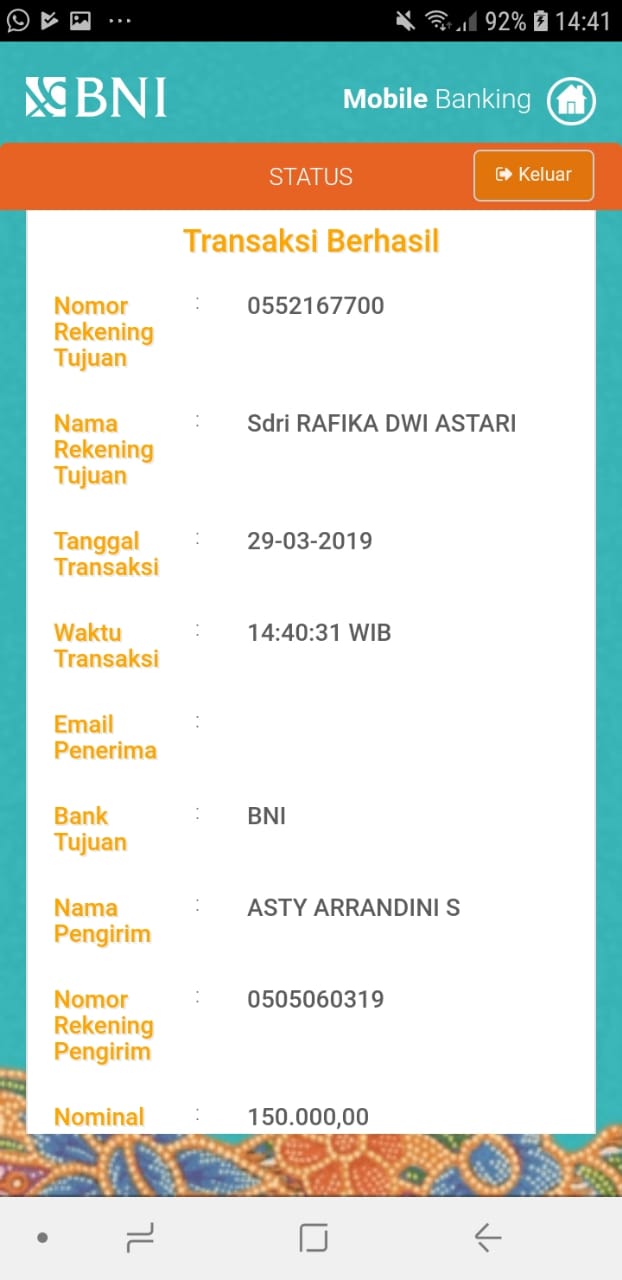 92% 14:41
BNI
Mobile Banking
STATUS
Keluar
Transaksi Berhasil
Nomor : 0552167700
Rekening
Tujuan
Nama : Sdri RAFIKA DWI ASTARI
Rekening
Tujuan
Tanggal : 29-03-2019
Transaksi
Waktu : 14:40:31 WIB
Transaksi
Email :
Penerima
Bank : BNI
Tujuan
Nama : ASTY ARRANDINI S
Pengirim
Nomor : 0505060319
Rekening
Pengirim
Nominal : 150.000,00